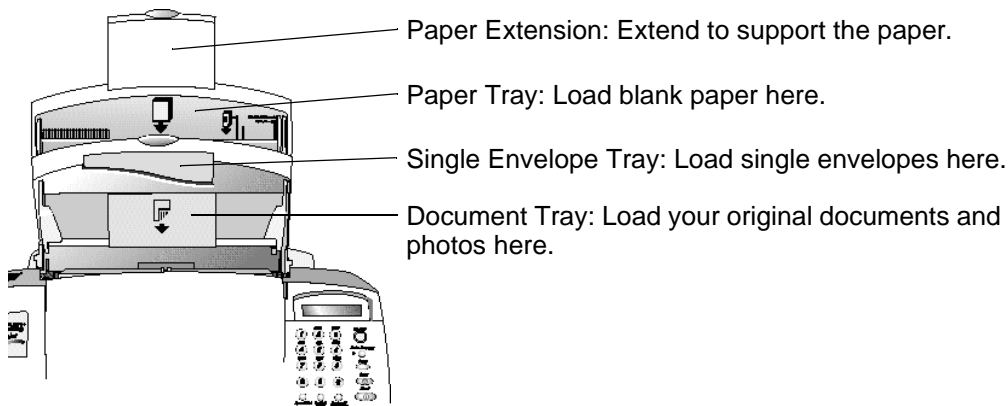 Paper Extension: Extend to support the paper.
Paper Tray: Load blank paper here.
Single Envelope Tray: Load single envelopes here.
Document Tray: Load your original documents and
photos here.